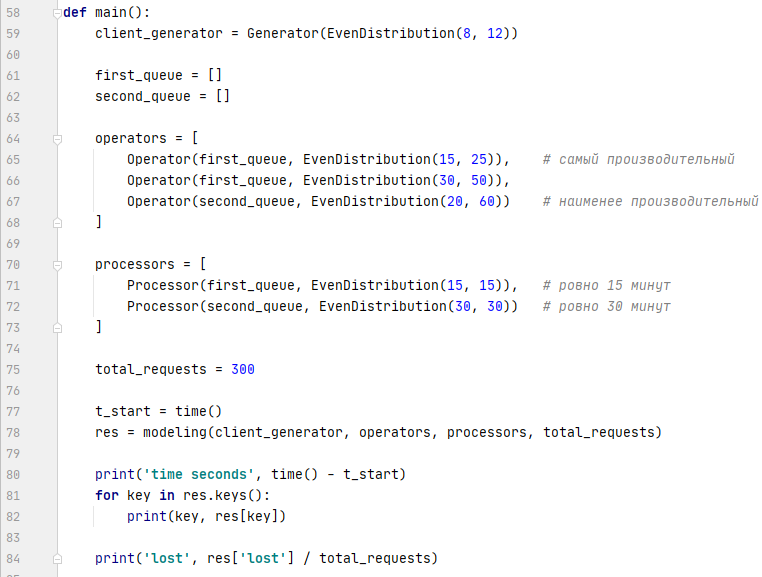 58 def main():
59     client_generator = Generator(EvenDistribution(8, 12))
60
61     first_queue = []
62     second_queue = []
63
64     operators = [
65         Operator(first_queue, EvenDistribution(15, 25)),    # самый производительный
66         Operator(first_queue, EvenDistribution(30, 50)),
67         Operator(second_queue, EvenDistribution(20, 60))    # наименее производительный
68     ]
69
70     processors = [
71         Processor(first_queue, EvenDistribution(15, 15)),   # ровно 15 минут
72         Processor(second_queue, EvenDistribution(30, 30))   # ровно 30 минут
73     ]
74
75     total_requests = 300
76
77     t_start = time()
78     res = modeling(client_generator, operators, processors, total_requests)
79
80     print('time seconds', time() - t_start)
81     for key in res.keys():
82         print(key, res[key])
83
84     print('lost', res['lost'] / total_requests)